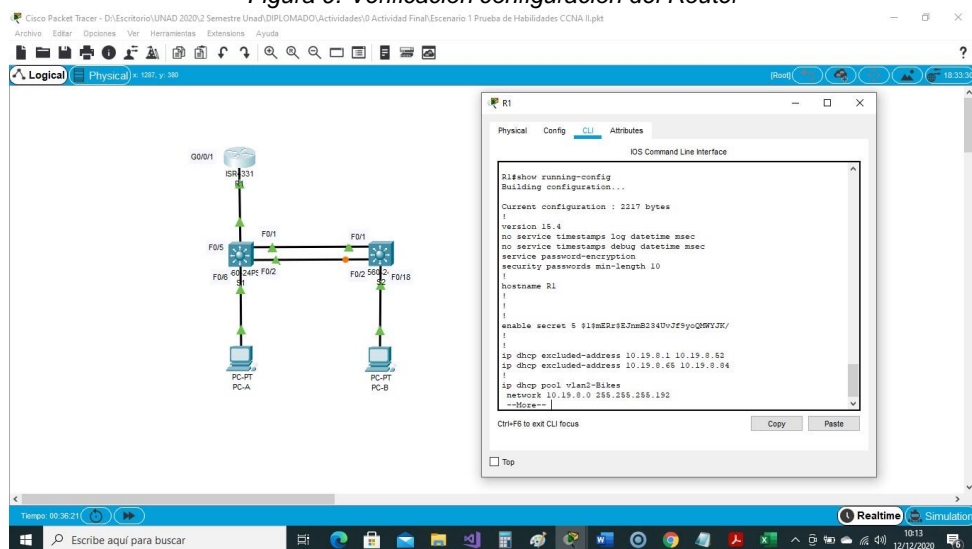 Figura 9. Verificación configuración del Router
Cisco Packet Tracer - D:\Escritorio\UNAD 2020\2 Semestre Unad\DIPLOMADO\Actividades\0 Actividad Final\Escenario 1 Prueba de Habilidades CCNA II.pkt
Archivo Editar Opciones Ver Herramientas Extensions Ayuda
?
Logical Physical x: 1287, y: 380 [Root] 18:33:30
R1
Physical Config CLI Attributes
IOS Command Line Interface
R1#show running-config
Building configuration...
Current configuration : 2217 bytes
!
version 15.4
no service timestamps log datetime msec
no service timestamps debug datetime msec
service password-encryption
security passwords min-length 10
!
hostname R1
!
!
!
enable secret 5 $1$mERr$EJnmB234UvJf9yoQMWYJK/
!
!
ip dhcp excluded-address 10.19.8.1 10.19.8.52
ip dhcp excluded-address 10.19.8.65 10.19.8.84
!
ip dhcp pool vlan2-Bikes
network 10.19.8.0 255.255.255.192
--More--
Ctrl+F6 to exit CLI focus
Copy Paste
Top
G0/0/1
ISR4331
R1
F0/1 F0/1
F0/5
F0/6 F0/2 F0/2 F0/18
S1 S2
PC-PT PC-PT
PC-A PC-B
Tiempo: 00:36:21
Realtime Simulation
Escribe aquí para buscar
10:13
12/12/2020